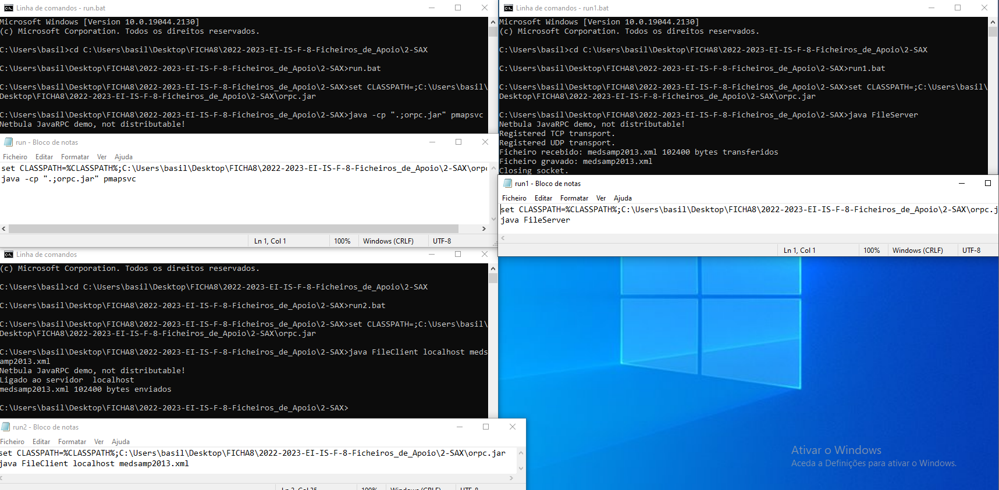 Linha de comandos - run.bat
Microsoft Windows [Version 10.0.19044.2130]
(c) Microsoft Corporation. Todos os direitos reservados.
C:\Users\basil>cd C:\Users\basil\Desktop\FICHA8\2022-2023-EI-IS-F-8-Ficheiros_de_Apoio\2-SAX
C:\Users\basil\Desktop\FICHA8\2022-2023-EI-IS-F-8-Ficheiros_de_Apoio\2-SAX>run.bat
C:\Users\basil\Desktop\FICHA8\2022-2023-EI-IS-F-8-Ficheiros_de_Apoio\2-SAX>set CLASSPATH=;C:\Users\basil\
Desktop\FICHA8\2022-2023-EI-IS-F-8-Ficheiros_de_Apoio\2-SAX\orpc.jar
C:\Users\basil\Desktop\FICHA8\2022-2023-EI-IS-F-8-Ficheiros_de_Apoio\2-SAX>java -cp ".;orpc.jar" pmapsvc
Netbula JavaRPC demo, not distributable!
run - Bloco de notas
Ficheiro Editar Formatar Ver Ajuda
set CLASSPATH=%CLASSPATH%;C:\Users\basil\Desktop\FICHA8\2022-2023-EI-IS-F-8-Ficheiros_de_Apoio\2-SAX\orpc
java -cp ".;orpc.jar" pmapsvc
Ln 1, Col 1 100% Windows (CRLF) UTF-8
Linha de comandos
(c) Microsoft Corporation. Todos os direitos reservados.
C:\Users\basil>cd C:\Users\basil\Desktop\FICHA8\2022-2023-EI-IS-F-8-Ficheiros_de_Apoio\2-SAX
C:\Users\basil\Desktop\FICHA8\2022-2023-EI-IS-F-8-Ficheiros_de_Apoio\2-SAX>run2.bat
C:\Users\basil\Desktop\FICHA8\2022-2023-EI-IS-F-8-Ficheiros_de_Apoio\2-SAX>set CLASSPATH=;C:\Users\basil\
Desktop\FICHA8\2022-2023-EI-IS-F-8-Ficheiros_de_Apoio\2-SAX\orpc.jar
C:\Users\basil\Desktop\FICHA8\2022-2023-EI-IS-F-8-Ficheiros_de_Apoio\2-SAX>java FileClient localhost meds
amp2013.xml
Netbula JavaRPC demo, not distributable!
Ligado ao servidor  localhost
medsamp2013.xml 102400 bytes enviados
C:\Users\basil\Desktop\FICHA8\2022-2023-EI-IS-F-8-Ficheiros_de_Apoio\2-SAX>
run2 - Bloco de notas
Ficheiro Editar Formatar Ver Ajuda
set CLASSPATH=%CLASSPATH%;C:\Users\basil\Desktop\FICHA8\2022-2023-EI-IS-F-8-Ficheiros_de_Apoio\2-SAX\orpc.jar
java FileClient localhost medsamp2013.xml
100% Windows (CRLF) UTF-8
Linha de comandos - run1.bat
Microsoft Windows [Version 10.0.19044.2130]
(c) Microsoft Corporation. Todos os direitos reservados.
C:\Users\basil>cd C:\Users\basil\Desktop\FICHA8\2022-2023-EI-IS-F-8-Ficheiros_de_Apoio\2-SAX
C:\Users\basil\Desktop\FICHA8\2022-2023-EI-IS-F-8-Ficheiros_de_Apoio\2-SAX>run1.bat
C:\Users\basil\Desktop\FICHA8\2022-2023-EI-IS-F-8-Ficheiros_de_Apoio\2-SAX>set CLASSPATH=;C:\Users\basil\
Desktop\FICHA8\2022-2023-EI-IS-F-8-Ficheiros_de_Apoio\2-SAX\orpc.jar
C:\Users\basil\Desktop\FICHA8\2022-2023-EI-IS-F-8-Ficheiros_de_Apoio\2-SAX>java FileServer
Netbula JavaRPC demo, not distributable!
Registered TCP transport.
Registered UDP transport.
Ficheiro recebido: medsamp2013.xml 102400 bytes transferidos
Ficheiro gravado: medsamp2013.xml
Closing socket.
run1 - Bloco de notas
Ficheiro Editar Formatar Ver Ajuda
set CLASSPATH=%CLASSPATH%;C:\Users\basil\Desktop\FICHA8\2022-2023-EI-IS-F-8-Ficheiros_de_Apoio\2-SAX\orpc.j
java FileServer
Ln 1, Col 1 100% Windows (CRLF) UTF-8
Ativar o Windows
Aceda a Definições para ativar o Windows.